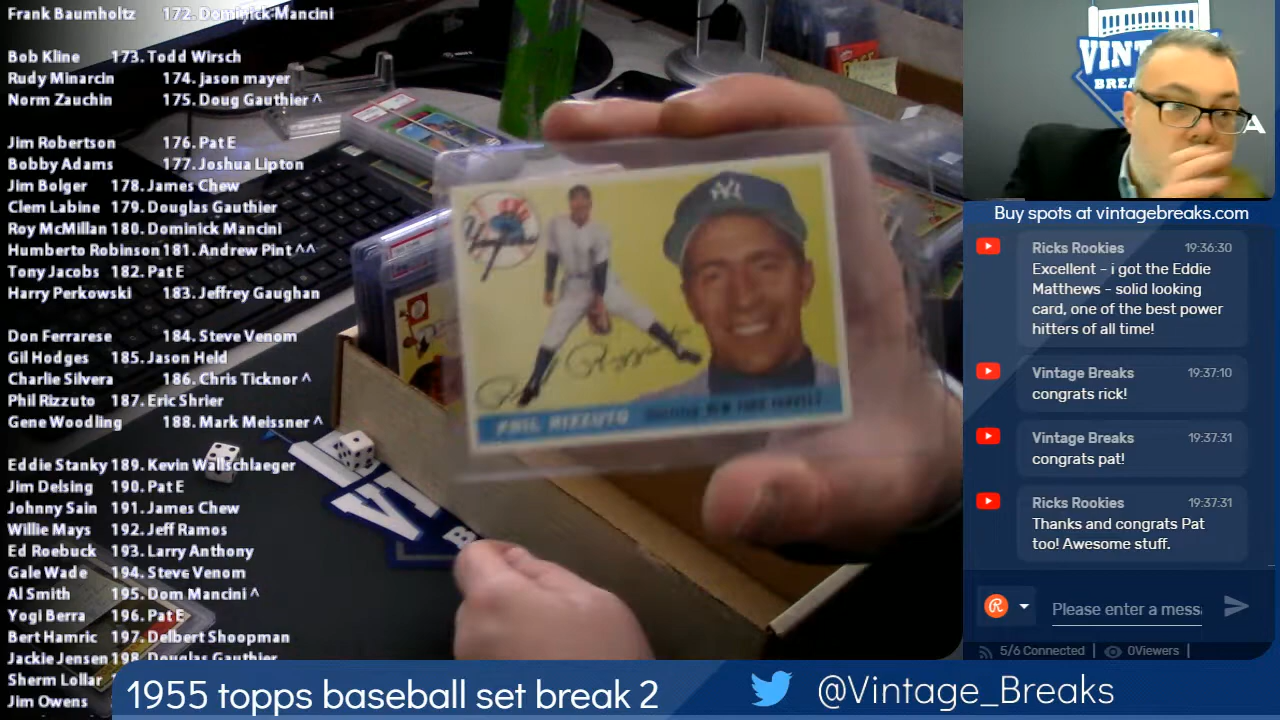 Frank Baumholtz 172. Dominick Mancini
Bob Kline 173. Todd Wirsch
Rudy Minarcin 174. jason mayer
Norm Zauchin 175. Doug Gauthier ^
Jim Robertson 176. Pat E
Bobby Adams 177. Joshua Lipton
Jim Bolger 178. James Chew
Clem Labine 179. Douglas Gauthier
Roy McMillan 180. Dominick Mancini
Humberto Robinson 181. Andrew Pint ^^
Tony Jacobs 182. Pat E
Harry Perkowski 183. Jeffrey Gaughan
Don Ferrarese 184. Steve Venom
Gil Hodges 185. Jason Held
Charlie Silvera 186. Chris Ticknor ^
Phil Rizzuto 187. Eric Shrier
Gene Woodling 188. Mark Meissner ^
Eddie Stanky 189. Kevin Wallschlaeger
Jim Delsing 190. Pat E
Johnny Sain 191. James Chew
Willie Mays 192. Jeff Ramos
Ed Roebuck 193. Larry Anthony
Gale Wade 194. Steve Venom
Al Smith 195. Dom Mancini ^
Yogi Berra 196. Pat E
Bert Hamric 197. Delbert Shoopman
Jackie Jensen 198. Douglas Gauthier
Sherm Lollar
Jim Owens
NY
PHIL RIZZUTO
NEW YORK YANKEES
VI
B
VINT
BREA
A
Buy spots at vintagebreaks.com
Ricks Rookies 19:36:30
Excellent - i got the Eddie
Matthews - solid looking
card, one of the best power
hitters of all time!
Vintage Breaks 19:37:10
congrats rick!
Vintage Breaks 19:37:31
congrats pat!
Ricks Rookies 19:37:31
Thanks and congrats Pat
too! Awesome stuff.
Please enter a messa
5/6 Connected | 0Viewers |
1955 topps baseball set break 2
@Vintage_Breaks